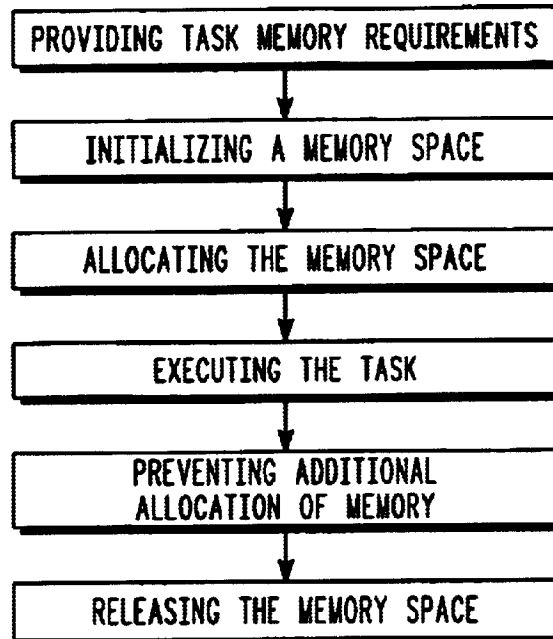 PROVIDING TASK MEMORY REQUIREMENTS
INITIALIZING A MEMORY SPACE
ALLOCATING THE MEMORY SPACE
EXECUTING THE TASK
PREVENTING ADDITIONAL
ALLOCATION OF MEMORY
RELEASING THE MEMORY SPACE